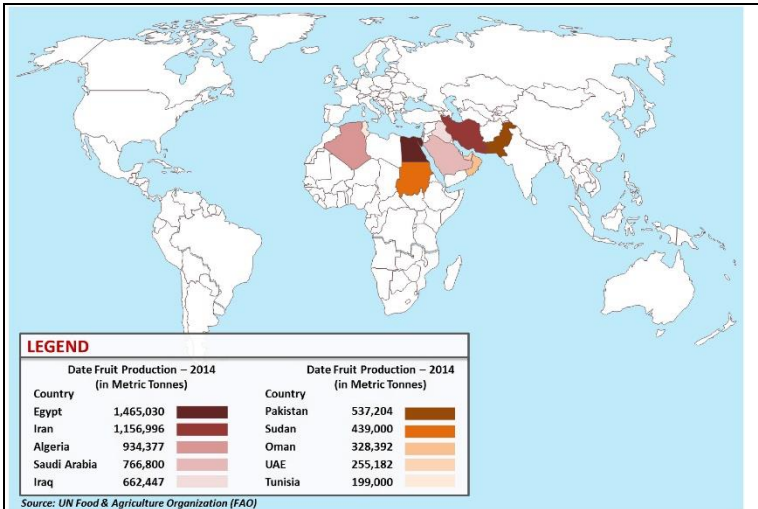 LEGEND
Date Fruit Production – 2014
(in Metric Tonnes)
Country
Egypt 1,465,030
Iran 1,156,996
Algeria 934,377
Saudi Arabia 766,800
Iraq 662,447
Date Fruit Production – 2014
(in Metric Tonnes)
Country
Pakistan 537,204
Sudan 439,000
Oman 328,392
UAE 255,182
Tunisia 199,000
Source: UN Food & Agriculture Organization (FAO)